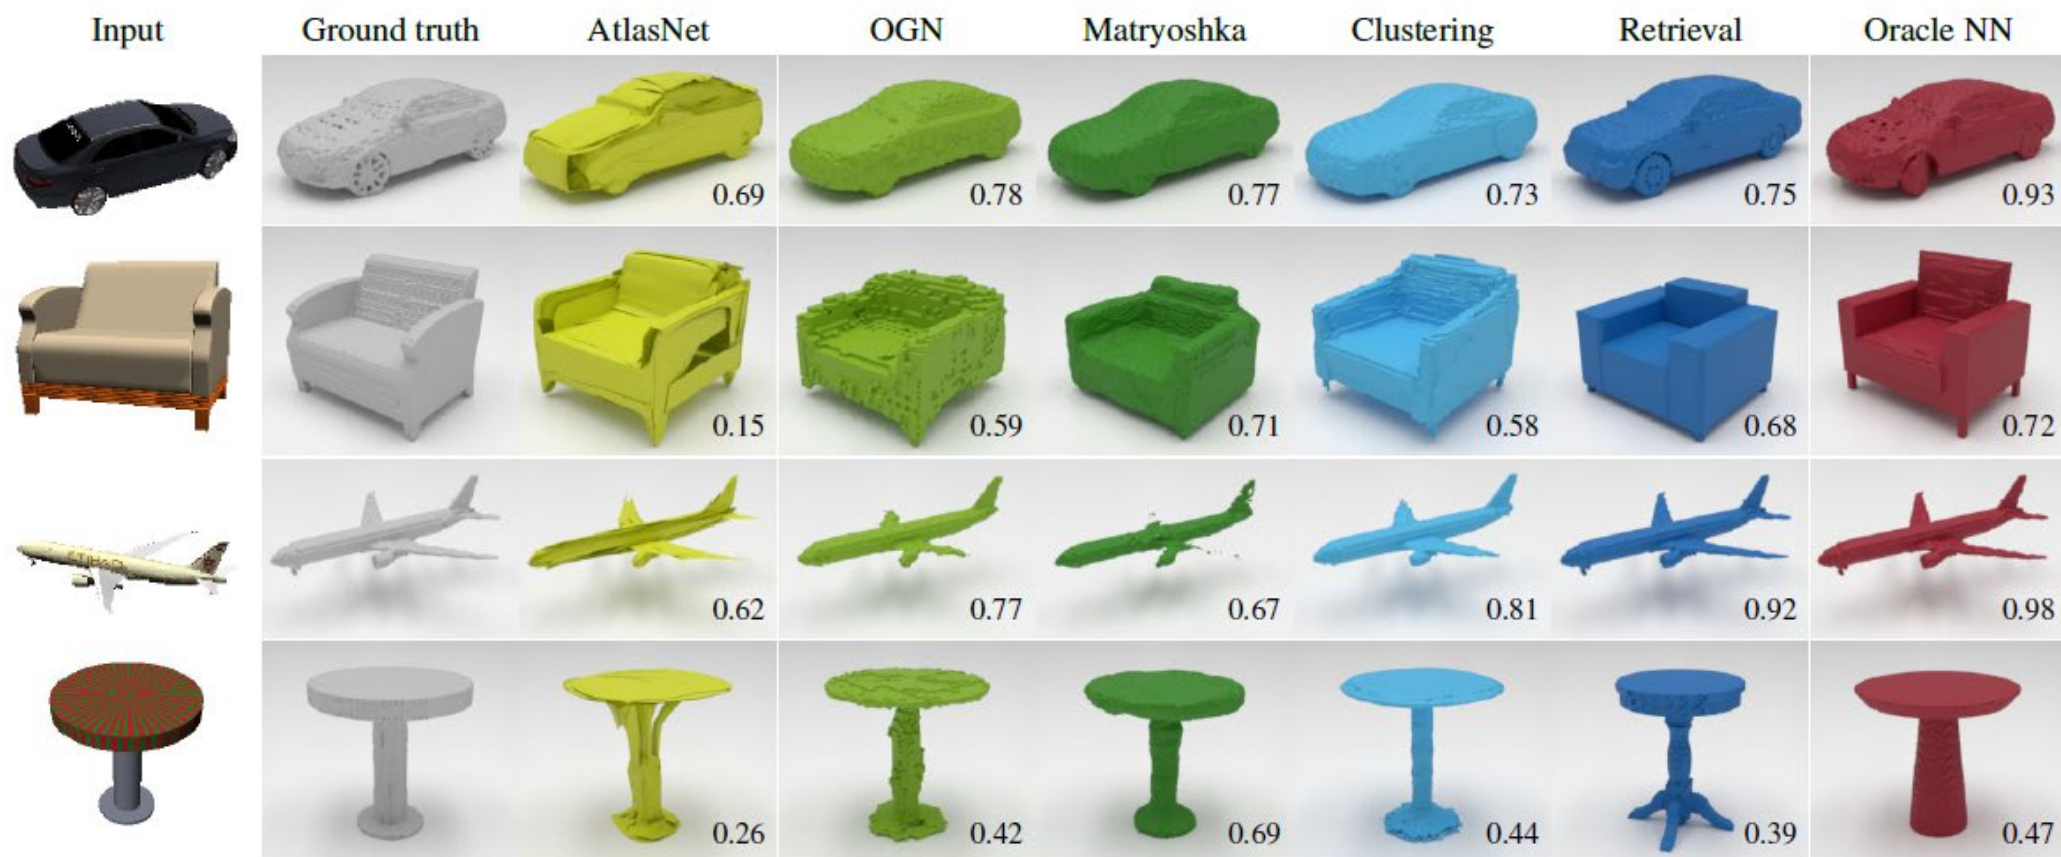 Input Ground truth AtlasNet OGN Matryoshka Clustering Retrieval Oracle NN
0.69 0.78 0.77 0.73 0.75 0.93
0.15 0.59 0.71 0.58 0.68 0.72
ETIHAD
0.62 0.77 0.67 0.81 0.92 0.98
0.26 0.42 0.69 0.44 0.39 0.47